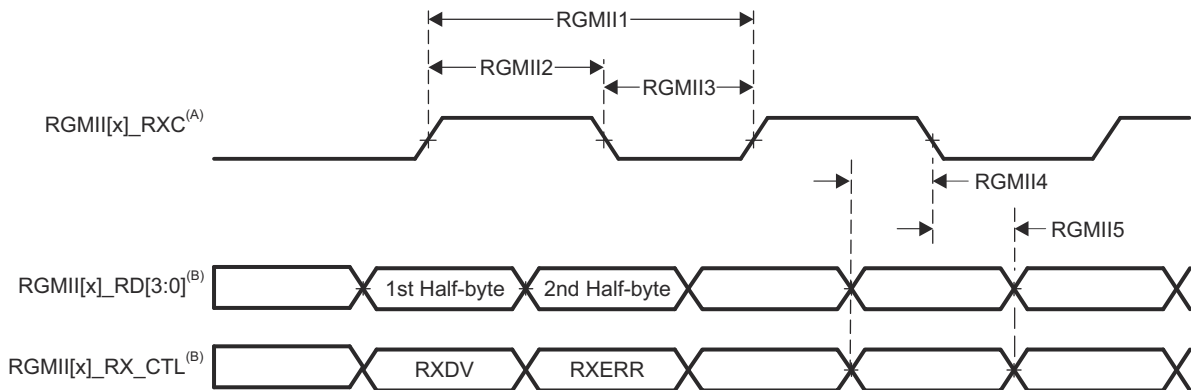 RGMII1
RGMII2
RGMII3
RGMII[x]_RXC(A)
RGMII4
RGMII5
RGMII[x]_RD[3:0](B)
1st Half-byte
2nd Half-byte
RGMII[x]_RX_CTL(B)
RXDV
RXERR